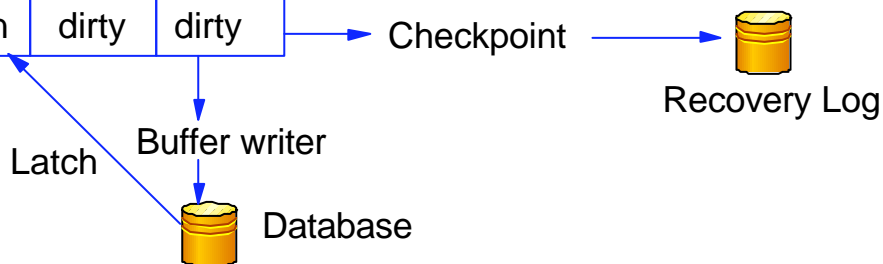 dirty dirty
Checkpoint
Recovery Log
Buffer writer
Latch
Database